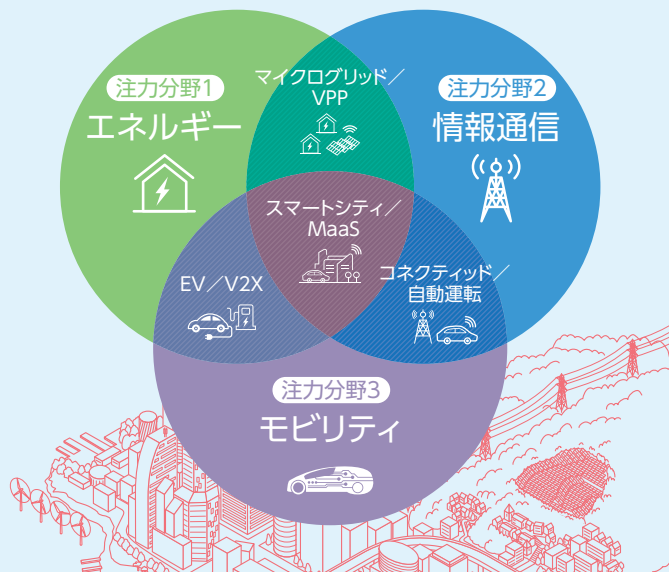 注力分野1
エネルギー
マイクログリッド／
VPP
注力分野2
情報通信
スマートシティ／
MaaS
EV／V2X
コネクティッド／
自動運転
注力分野3
モビリティ